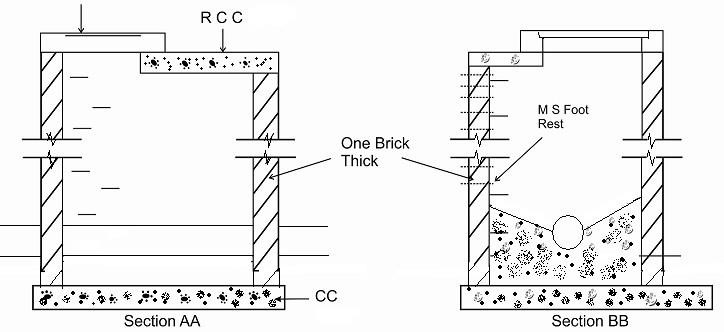 R C C
M S Foot
Rest
One Brick
Thick
CC
Section AA
Section BB